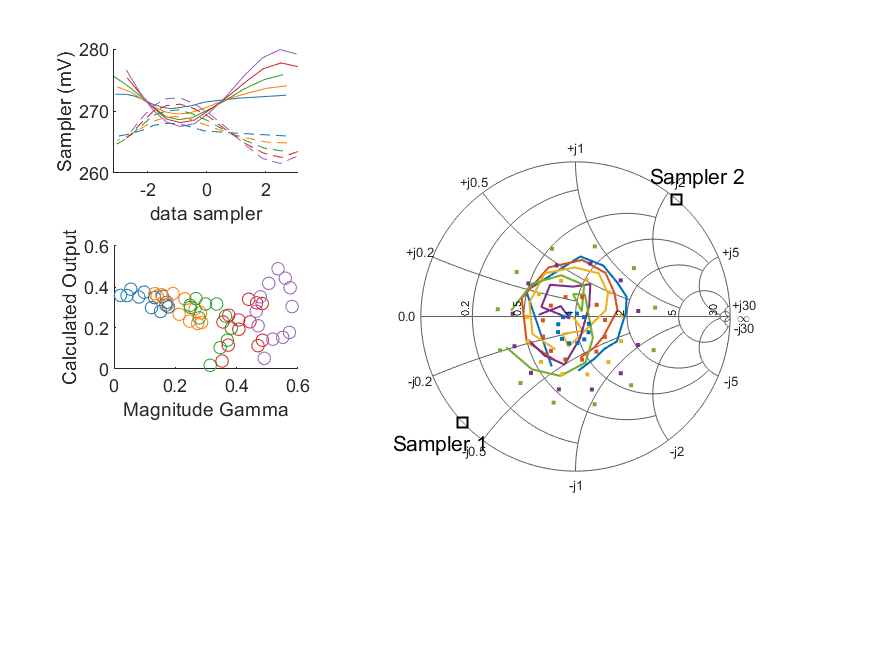 280
270
260
Sampler (mV)
-2 0 2
data sampler
0.6
0.4
0.2
0
Calculated Output
0 0.2 0.4 0.6
Magnitude Gamma
+j1
+j0.5
+j2
Sampler 2
+j0.2
+j5
0.0
0.2
0.5
1
2
5
30
+j30
∞
-j30
-j0.2
-j5
Sampler 1
-j0.5
-j2
-j1